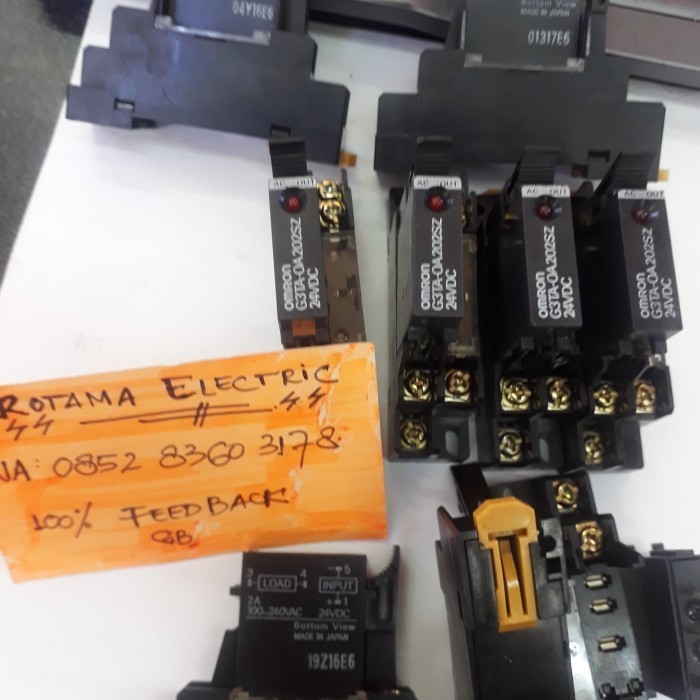 04Y16E6
Bottom View
MADE IN JAPAN
01317E6
AC OUT
OMRON
G3TA-OA202SZ
24VDC
AC OUT
OMRON
G3TA-OA202SZ
24VDC
AC OUT
OMRON
G3TA-OA202SZ
24VDC
AC OUT
OMRON
G3TA-OA202SZ
24VDC
ROTAMA ELECTRIC
WA: 0852 8360 3178
100% FEEDBACK
3 LOAD 4 5 INPUT
2A +1
100-240VAC 24VDC
Bottom View
MADE IN JAPAN
19Z16E6